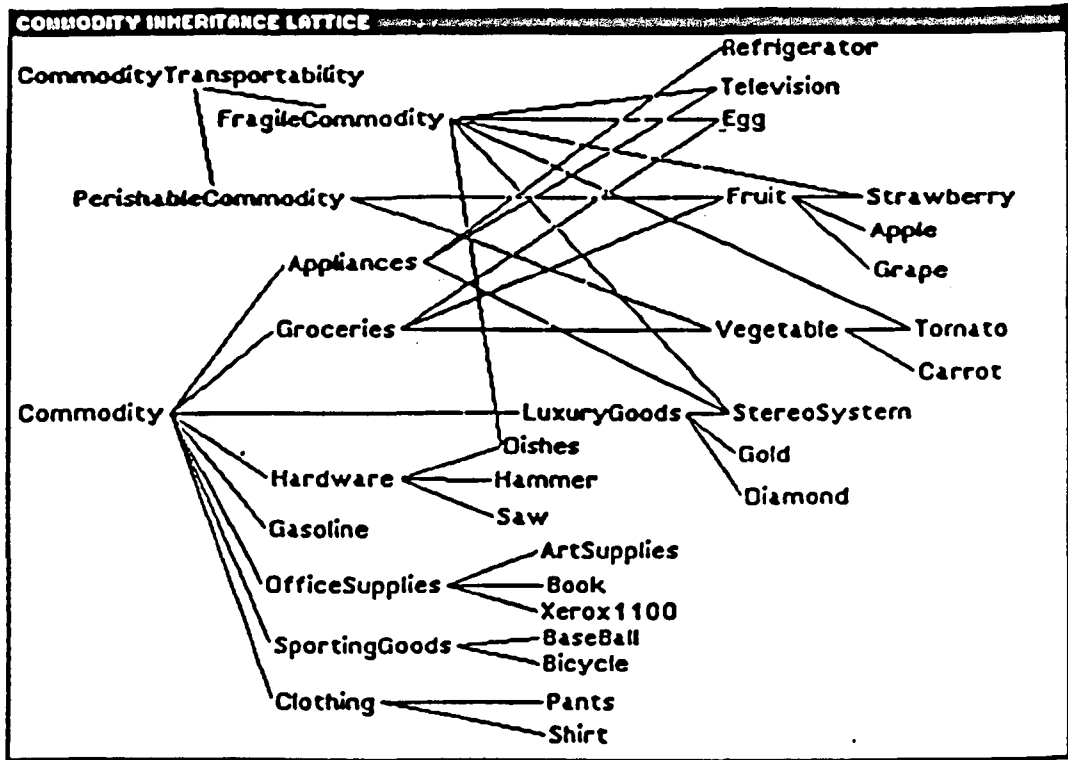 COMMODITY INHERITANCE LATTICE
Refrigerator
CommodityTransportability
Television
FragileCommodity
Egg
PerishableCommodity
Fruit
Strawberry
Apple
Appliances
Grape
Groceries
Vegetable
Tomato
Carrot
Commodity
LuxuryGoods
StereoSystem
Dishes
Gold
Hardware
Hammer
Diamond
Saw
Gasoline
ArtSupplies
OfficeSupplies
Book
Xerox1100
BaseBall
SportingGoods
Bicycle
Clothing
Pants
Shirt